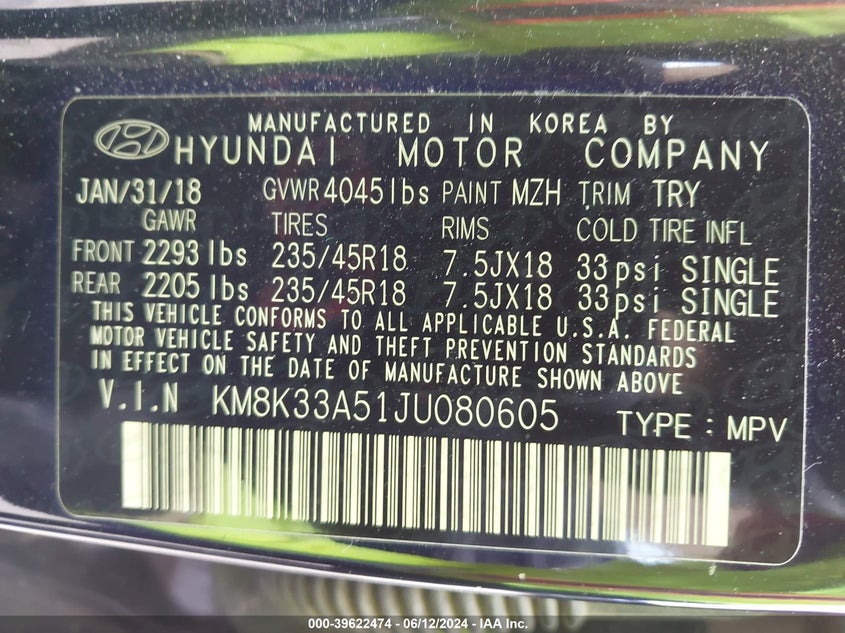 MANUFACTURED IN KOREA BY
HYUNDAI MOTOR COMPANY
JAN/31/18 GVWR 4045lbs PAINT MZH TRIM TRY
GAWR TIRES RIMS COLD TIRE INFL
FRONT 2293 lbs 235/45R18 7.5JX18 33psi SINGLE
REAR 2205 lbs 235/45R18 7.5JX18 33psi SINGLE
THIS VEHICLE CONFORMS TO ALL APPLICABLE U.S.A. FEDERAL
MOTOR VEHICLE SAFETY AND THEFT PREVENTION STANDARDS
IN EFFECT ON THE DATE OF MANUFACTURE SHOWN ABOVE
V.I.N KM8K33A51JU080605 TYPE : MPV
000-39622474 - 06/12/2024 - IAA Inc.